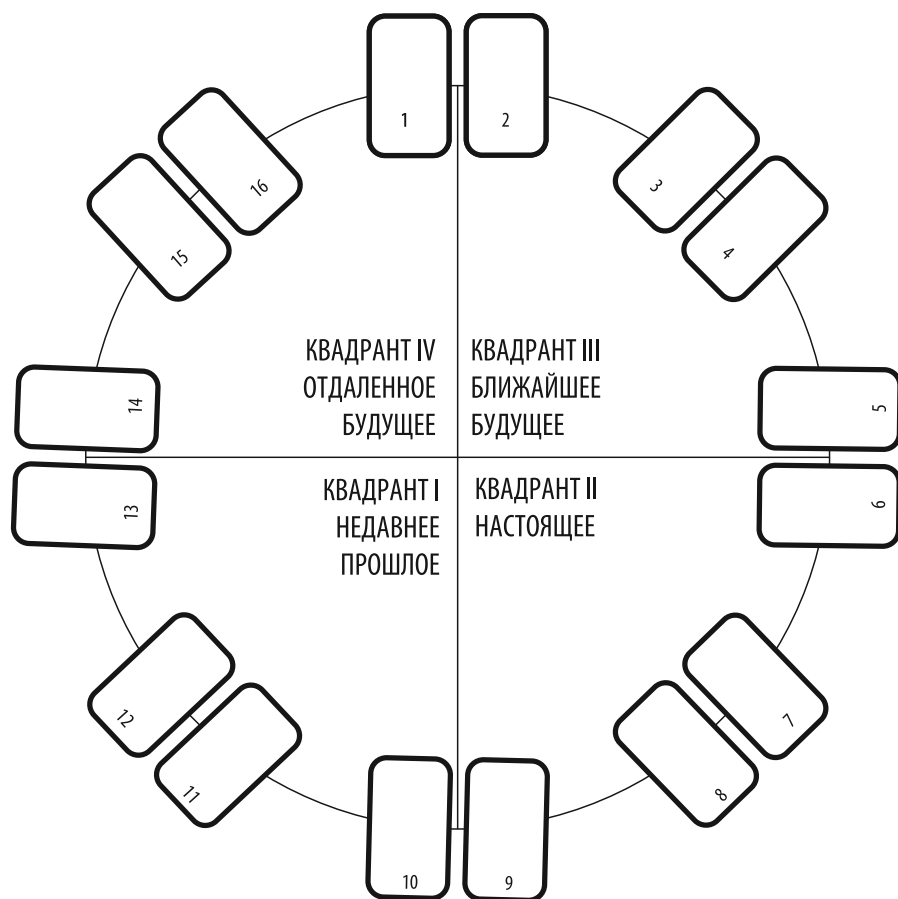 1
2
16
3
15
4
КВАДРАНТ IV
ОТДАЛЕННОЕ
БУДУЩЕЕ
КВАДРАНТ III
БЛИЖАЙШЕЕ
БУДУЩЕЕ
14
5
13
6
КВАДРАНТ I
НЕДАВНЕЕ
ПРОШЛОЕ
КВАДРАНТ II
НАСТОЯЩЕЕ
12
7
11
8
10
9